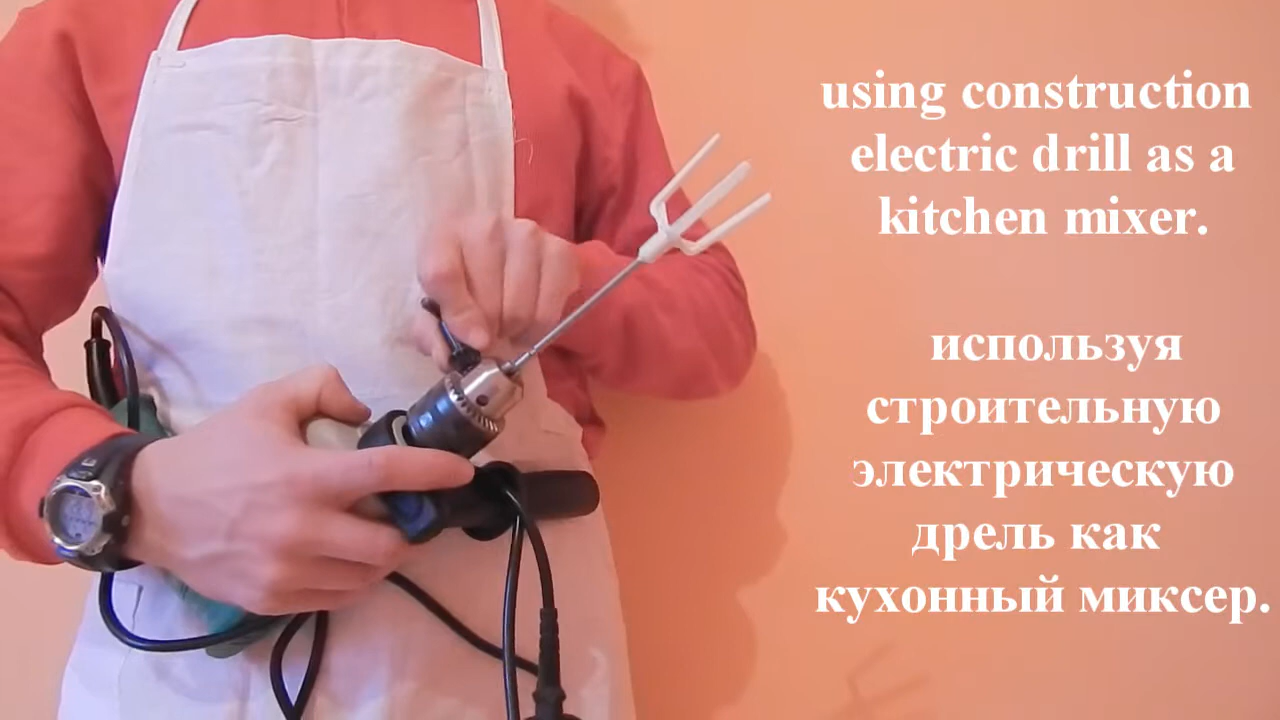 using construction
electric drill as a
kitchen mixer.
используя
строительную
электрическую
дрель как
кухонный миксер.